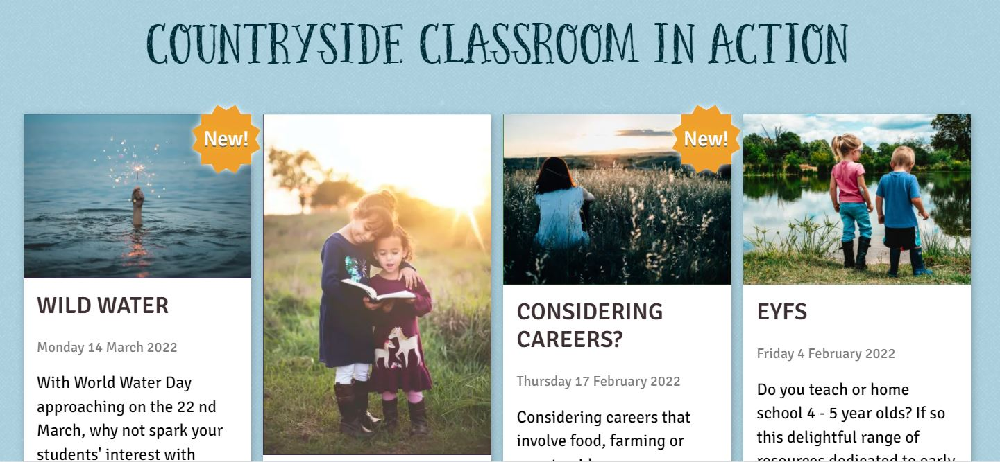 COUNTRYSIDE CLASSROOM IN ACTION
New!
WILD WATER
Monday 14 March 2022
With World Water Day
approaching on the 22 nd
March, why not spark your
students' interest with
New!
CONSIDERING
CAREERS?
Thursday 17 February 2022
Considering careers that
involve food, farming or
EYFS
Friday 4 February 2022
Do you teach or home
school 4 - 5 year olds? If so
this delightful range of
resources dedicated to early